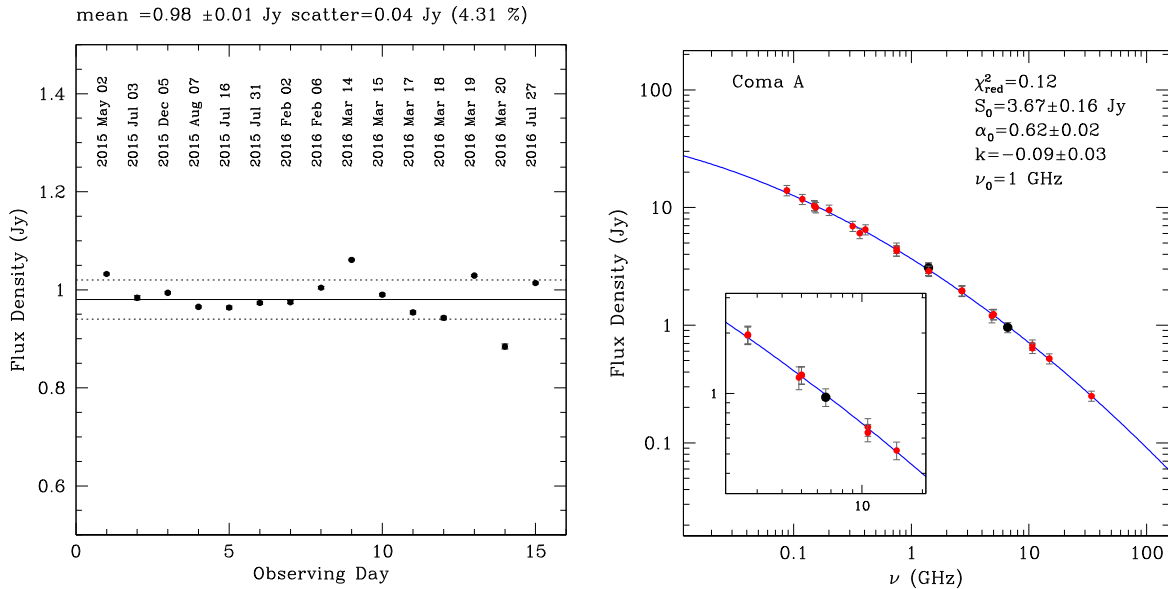 mean =0.98 ±0.01 Jy scatter=0.04 Jy (4.31 %)
1.4
1.2
1
0.8
0.6
Flux Density (Jy)
2015 May 02
2015 Jul 03
2015 Dec 05
2015 Aug 07
2015 Jul 16
2015 Jul 31
2016 Feb 02
2016 Feb 06
2016 Mar 14
2016 Mar 15
2016 Mar 17
2016 Mar 18
2016 Mar 19
2016 Mar 20
2016 Jul 27
0 5 10 15
Observing Day
Coma A
χ²red=0.12
S₀=3.67±0.16 Jy
α₀=0.62±0.02
k=−0.09±0.03
ν₀=1 GHz
100
10
1
0.1
Flux Density (Jy)
1
10
0.1 1 10 100
ν (GHz)